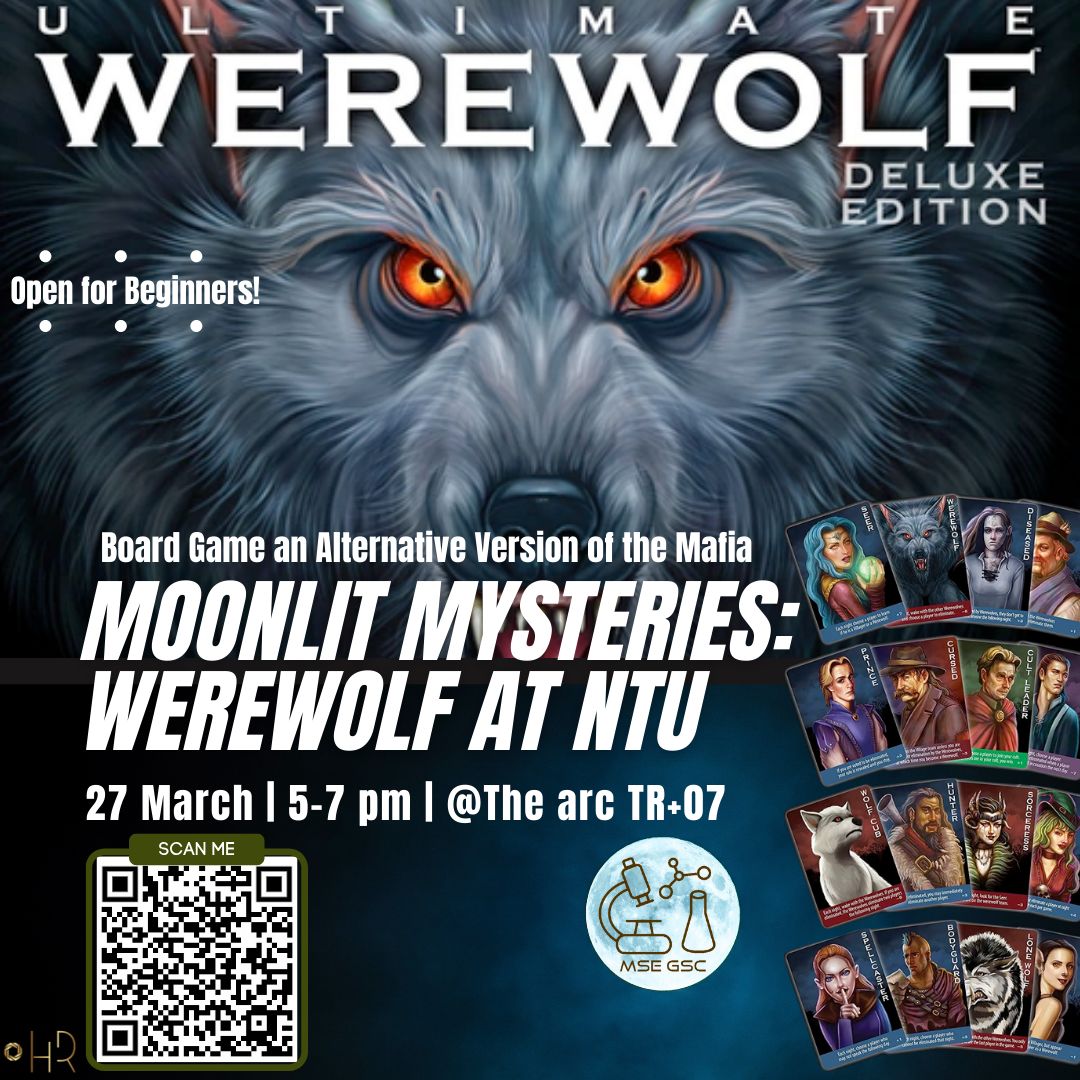 ULTIMATE
WEREWOLF
DELUXE
EDITION
Open for Beginners!
Board Game an Alternative Version of the Mafia
MOONLIT MYSTERIES:
WEREWOLF AT NTU
27 March | 5-7 pm | @The arc TR+07
SCAN ME
MSE GSC
HR
SEER
WEREWOLF
DISEASED
PRINCE
CURSED
CULT LEADER
WOLF CUB
HUNTER
SORCERESS
SPELLCASTER
BODYGUARD
LONE WOLF